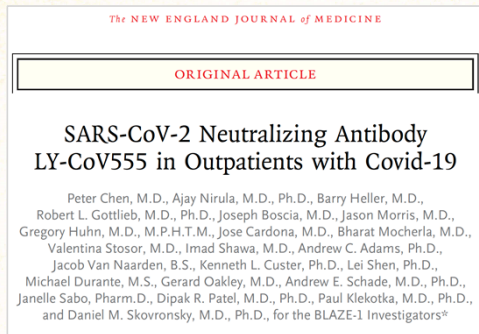 The NEW ENGLAND JOURNAL of MEDICINE
ORIGINAL ARTICLE
SARS-CoV-2 Neutralizing Antibody
LY-CoV555 in Outpatients with Covid-19
Peter Chen, M.D., Ajay Nirula, M.D., Ph.D., Barry Heller, M.D.,
Robert L. Gottlieb, M.D., Ph.D., Joseph Boscia, M.D., Jason Morris, M.D.,
Gregory Huhn, M.D., M.P.H.T.M., Jose Cardona, M.D., Bharat Mocherla, M.D.,
Valentina Stosor, M.D., Imad Shawa, M.D., Andrew C. Adams, Ph.D.,
Jacob Van Naarden, B.S., Kenneth L. Custer, Ph.D., Lei Shen, Ph.D.,
Michael Durante, M.S., Gerard Oakley, M.D., Andrew E. Schade, M.D., Ph.D.,
Janelle Sabo, Pharm.D., Dipak R. Patel, M.D., Ph.D., Paul Klekotka, M.D., Ph.D.,
and Daniel M. Skovronsky, M.D., Ph.D., for the BLAZE-1 Investigators*